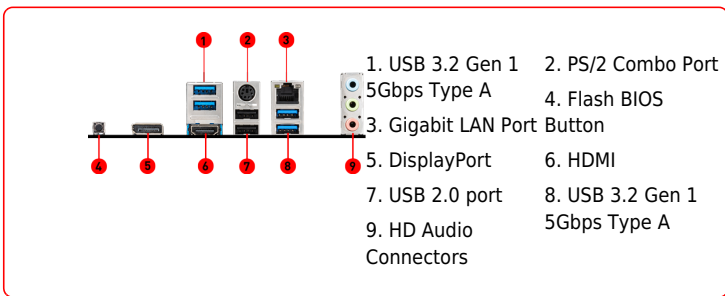 1
2
3
4
5
6
7
8
9
1. USB 3.2 Gen 1
5Gbps Type A
2. PS/2 Combo Port
3. Gigabit LAN Port
4. Flash BIOS
Button
5. DisplayPort
6. HDMI
7. USB 2.0 port
8. USB 3.2 Gen 1
5Gbps Type A
9. HD Audio
Connectors